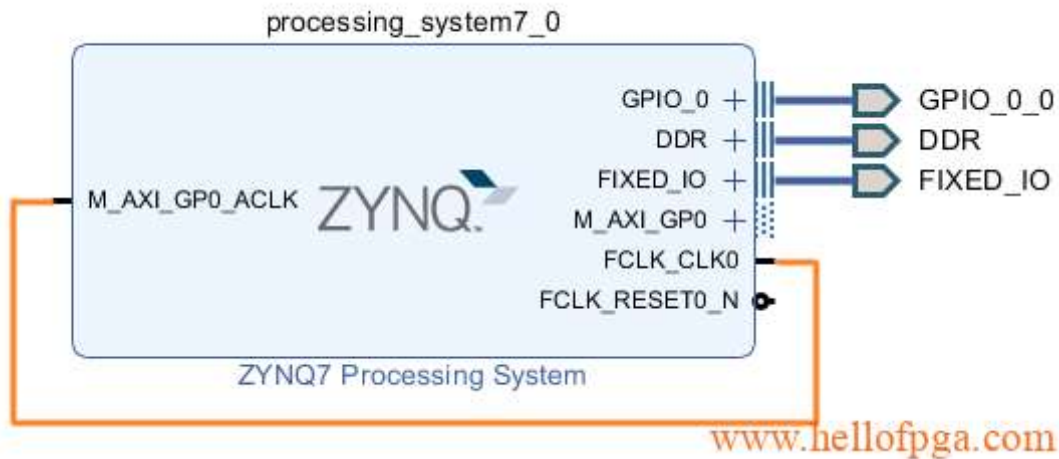 processing_system7_0
GPIO_0
GPIO_0_0
DDR
DDR
FIXED_IO
FIXED_IO
M_AXI_GP0_ACLK
ZYNQ
M_AXI_GP0
FCLK_CLK0
FCLK_RESET0_N
ZYNQ7 Processing System
www.hellofpga.com